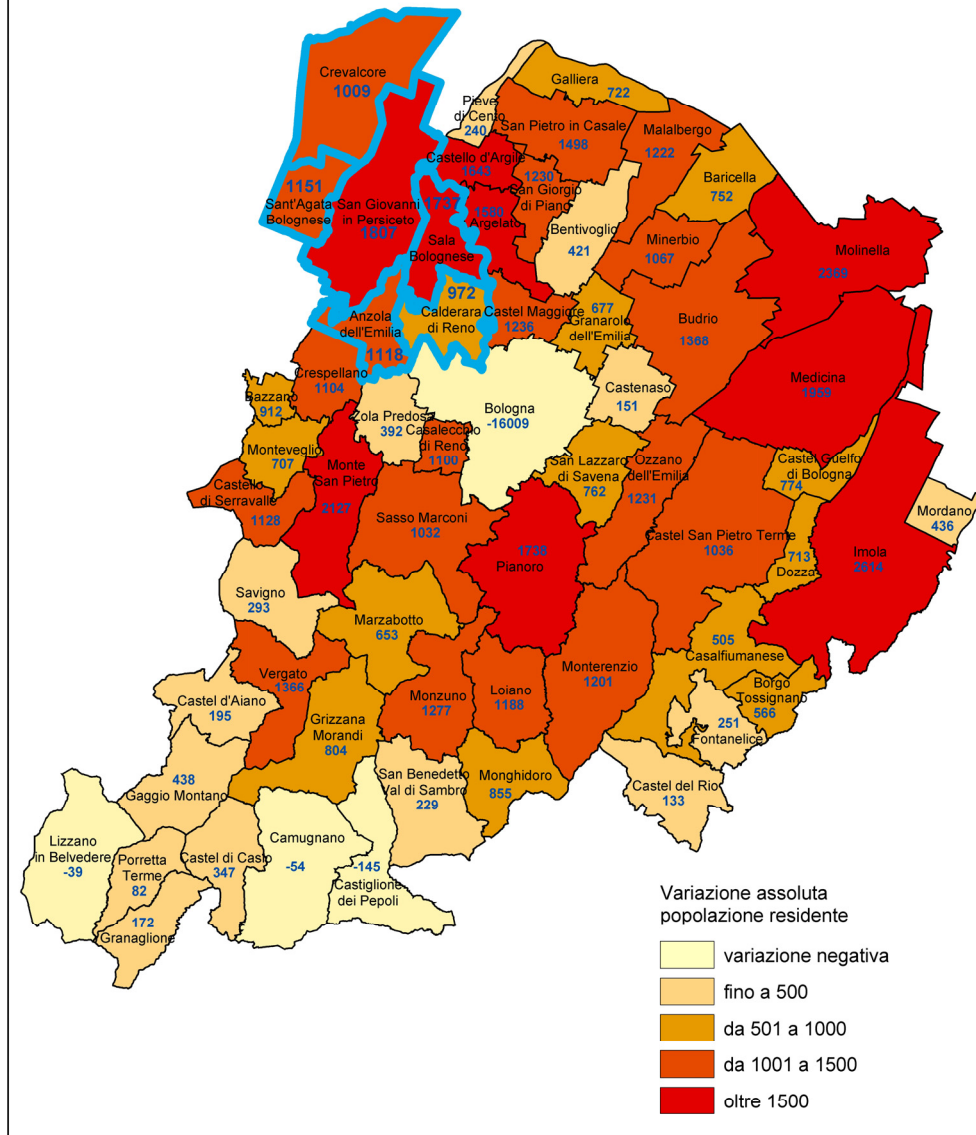 Crevalcore
1009
Galliera
722
Pieve
di Cento
240
San Pietro in Casale
1498
Malalbergo
1222
Castello d'Argile
1643
1230
San Giorgio
di Piano
Baricella
752
1151
Sant'Agata
Bolognese
San Giovanni
in Persiceto
1807
1737
Sala
Bolognese
Argelato
Bentivoglio
421
Minerbio
1067
Molinella
2369
972
Calderara
di Reno
Anzola
dell'Emilia
1118
Castel Maggiore
1236
677
Granarolo
dell'Emilia
Budrio
1368
Crespellano
1104
Medicina
1959
Bazzano
912
Zola Predosa
392
Casalecchio
di Reno
1100
Bologna
-16009
Castenaso
151
Monteveglio
707
Monte
San Pietro
2127
San Lazzaro
di Savena
762
Ozzano
dell'Emilia
1231
Castel Guelfo
di Bologna
774
Castello
di Serravalle
1128
Sasso Marconi
1032
Castel San Pietro Terme
1036
Mordano
436
1738
Pianoro
713
Dozza
Imola
2814
Savigno
293
Marzabotto
653
505
Casalfiumanese
Vergato
1366
Monzuno
1277
Loiano
1188
Monterenzio
1201
Borgo
Tossignano
566
Castel d'Aiano
195
Grizzana
Morandi
804
251
Fontanelice
438
Gaggio Montano
San Benedetto
Val di Sambro
229
Monghidoro
855
Castel del Rio
133
Lizzano
in Belvedere
-39
Porretta
Terme
82
Castel di Casio
347
Camugnano
-54
-145
Castiglione
dei Pepoli
172
Granaglione
Variazione assoluta
popolazione residente
variazione negativa
fino a 500
da 501 a 1000
da 1001 a 1500
oltre 1500